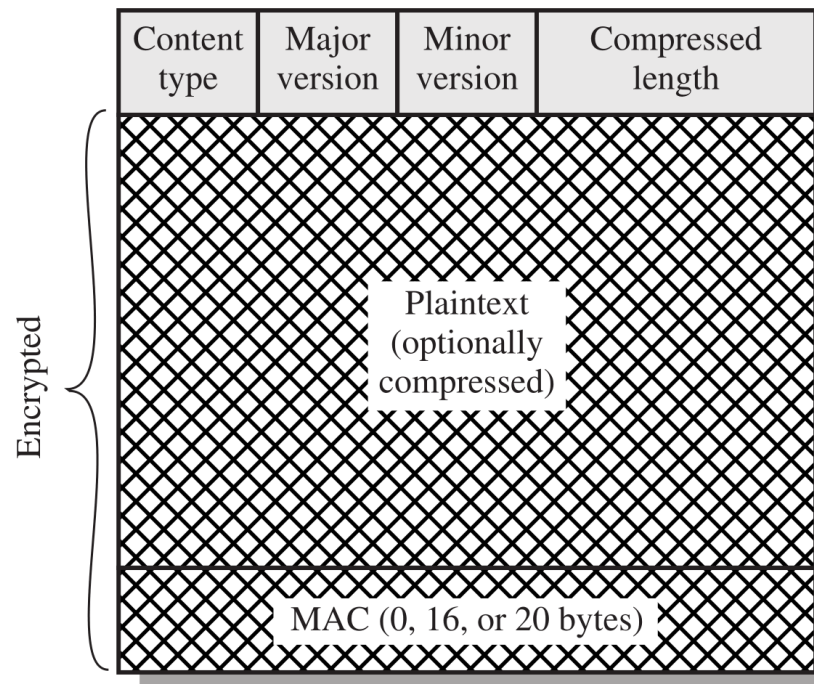 Content
type
Major
version
Minor
version
Compressed
length
Encrypted
Plaintext
(optionally
compressed)
MAC (0, 16, or 20 bytes)